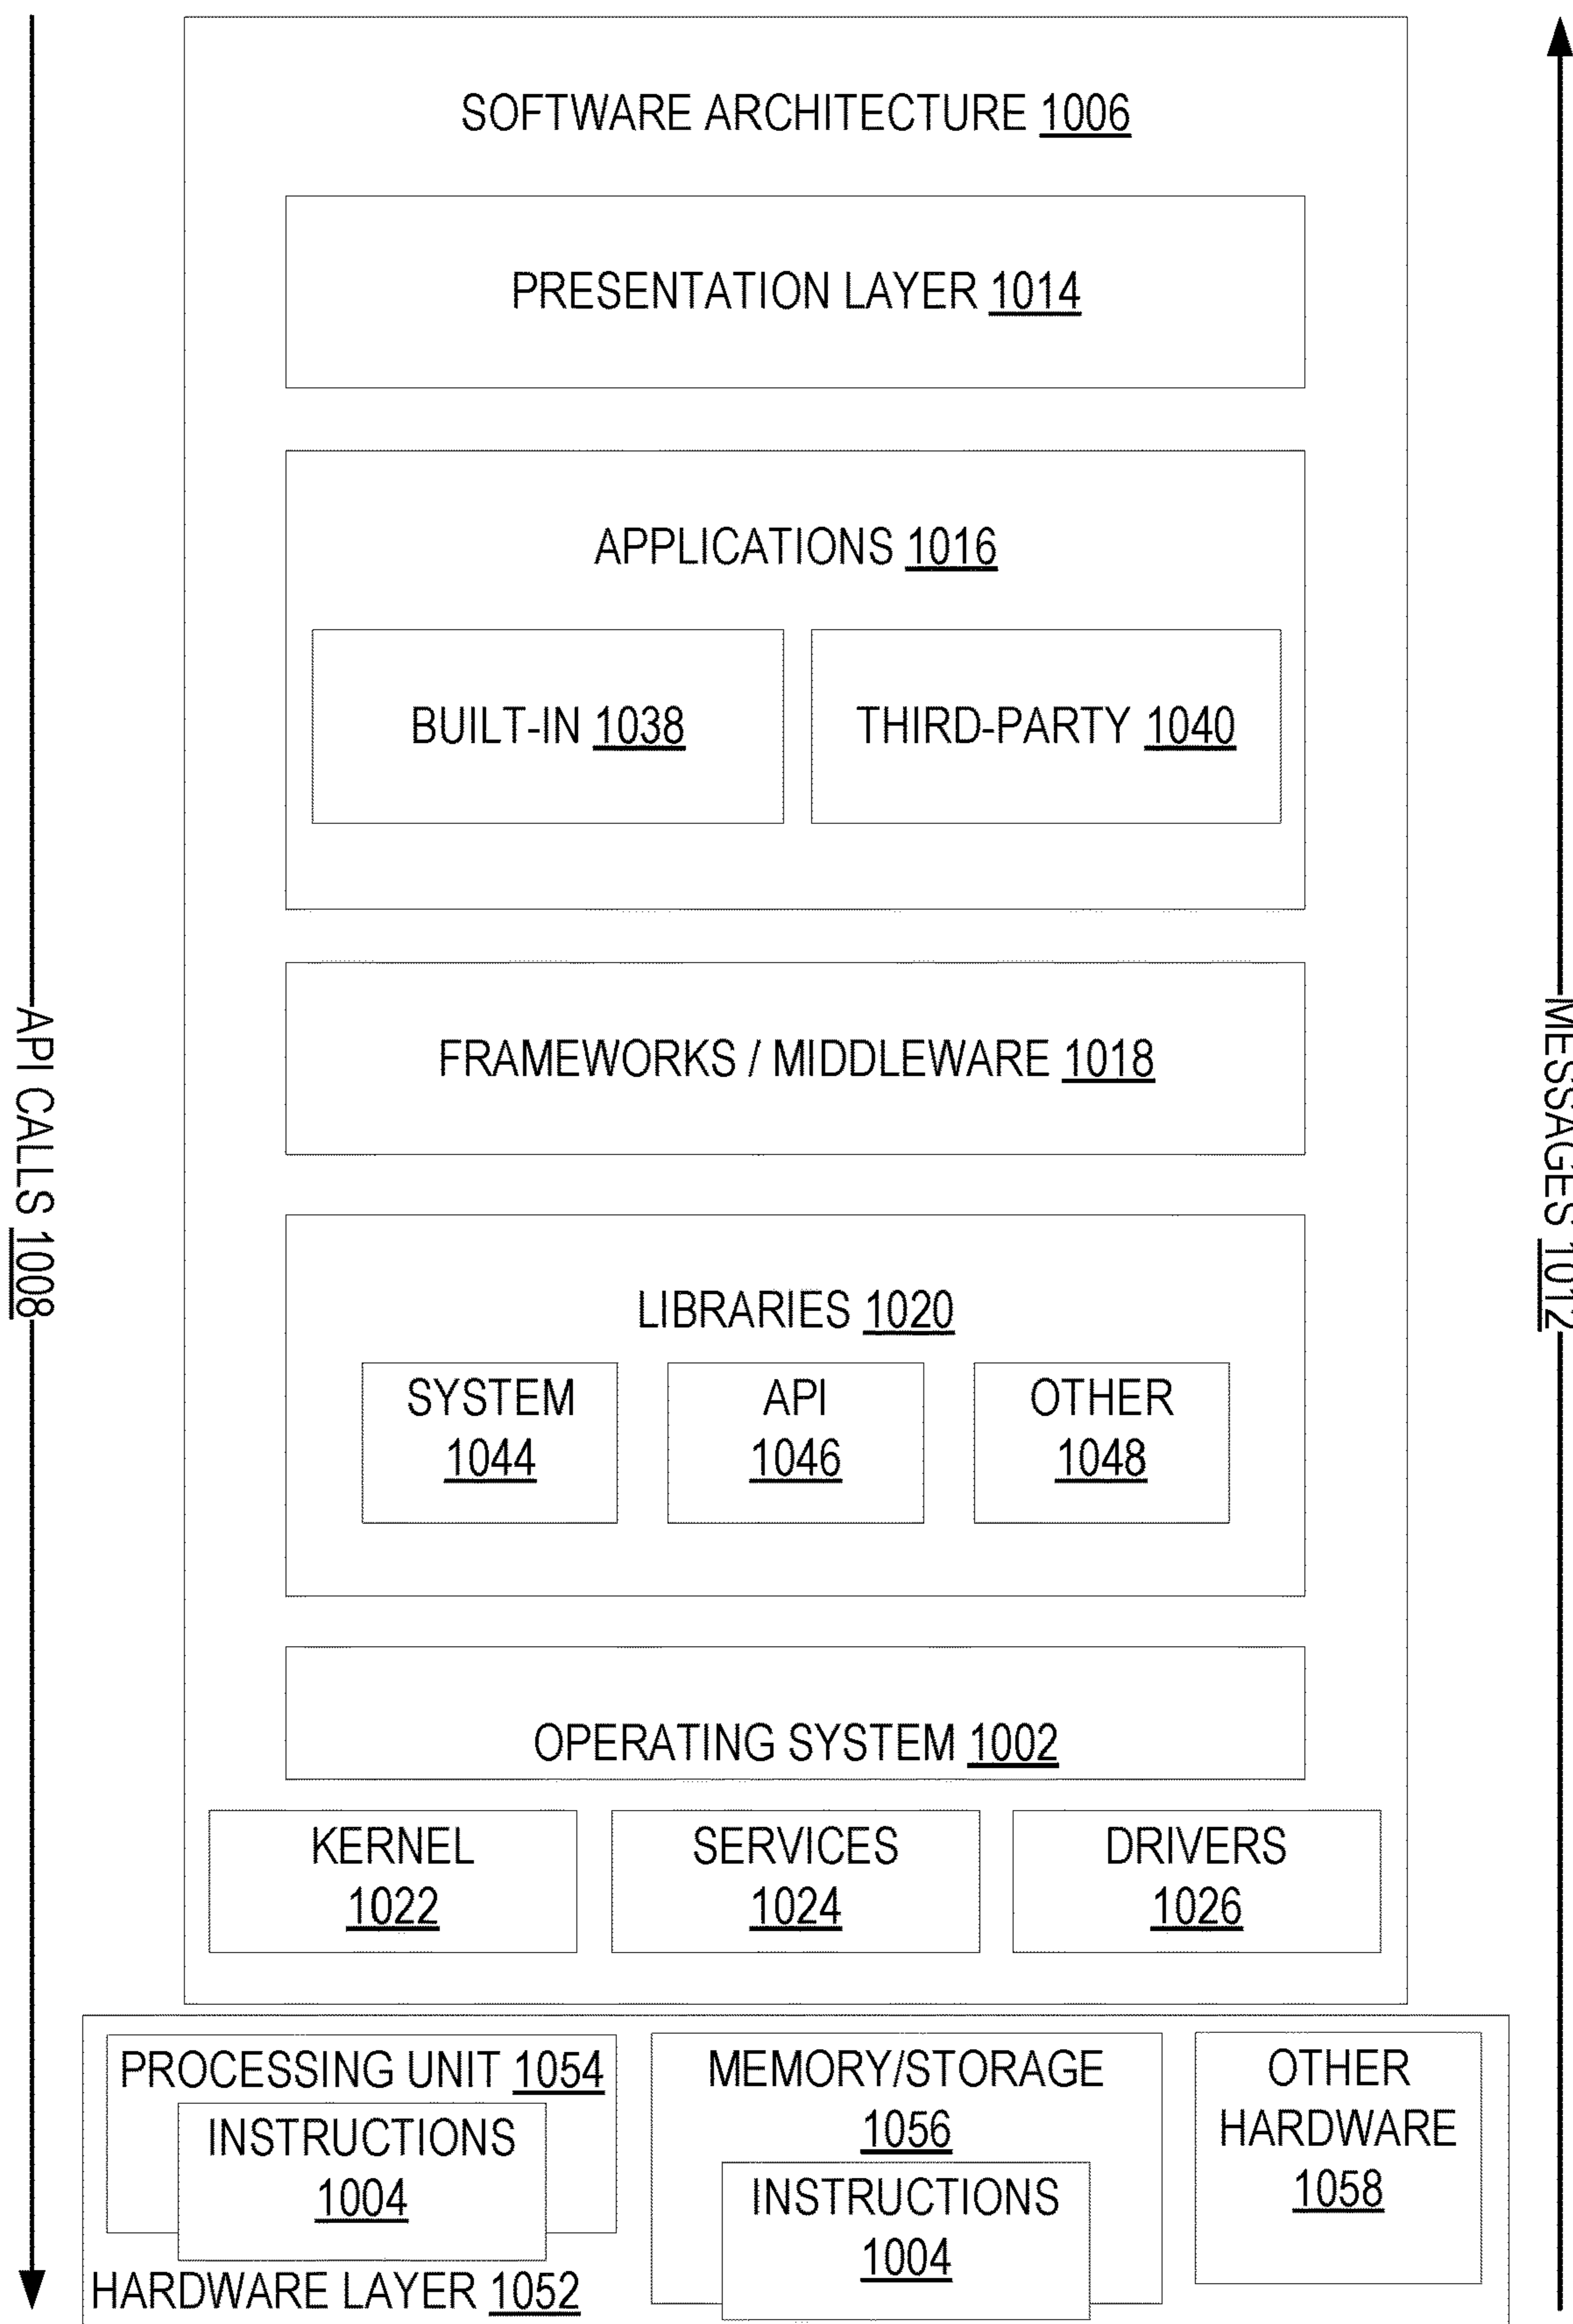 SOFTWARE ARCHITECTURE 1006
PRESENTATION LAYER 1014
APPLICATIONS 1016
BUILT-IN 1038
THIRD-PARTY 1040
FRAMEWORKS / MIDDLEWARE 1018
API CALLS 1008
MESSAGES 1012
LIBRARIES 1020
SYSTEM
1044
API
1046
OTHER
1048
OPERATING SYSTEM 1002
KERNEL
1022
SERVICES
1024
DRIVERS
1026
PROCESSING UNIT 1054
INSTRUCTIONS
1004
MEMORY/STORAGE
1056
INSTRUCTIONS
1004
OTHER
HARDWARE
1058
HARDWARE LAYER 1052